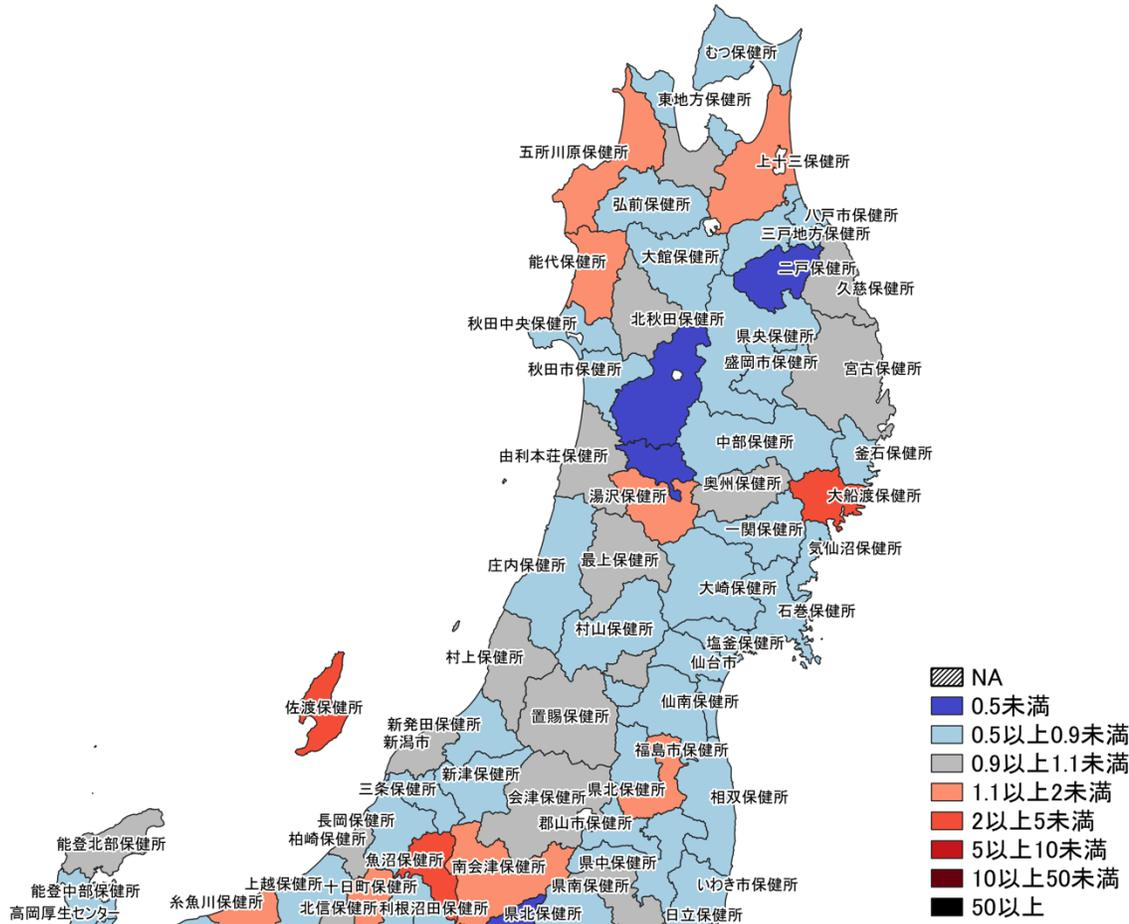 むつ保健所
東地方保健所
五所川原保健所
上十三保健所
弘前保健所
八戸市保健所
三戸地方保健所
能代保健所
大館保健所
二戸保健所
久慈保健所
秋田中央保健所
北秋田保健所
県央保健所
秋田市保健所
盛岡市保健所
宮古保健所
由利本荘保健所
中部保健所
釜石保健所
湯沢保健所
奥州保健所
大船渡保健所
一関保健所
気仙沼保健所
庄内保健所
最上保健所
大崎保健所
石巻保健所
村山保健所
塩釜保健所
村上保健所
仙台市
佐渡保健所
置賜保健所
仙南保健所
新発田保健所
新潟市
福島市保健所
新津保健所
三条保健所
会津保健所
県北保健所
相双保健所
長岡保健所
郡山市保健所
柏崎保健所
能登北部保健所
魚沼保健所
南会津保健所
県中保健所
上越保健所
十日町保健所
県南保健所
いわき市保健所
能登中部保健所
糸魚川保健所
北信保健所
利根沼田保健所
県北保健所
日立保健所
高岡厚生センター
NA
0.5未満
0.5以上0.9未満
0.9以上1.1未満
1.1以上2未満
2以上5未満
5以上10未満
10以上50未満
50以上